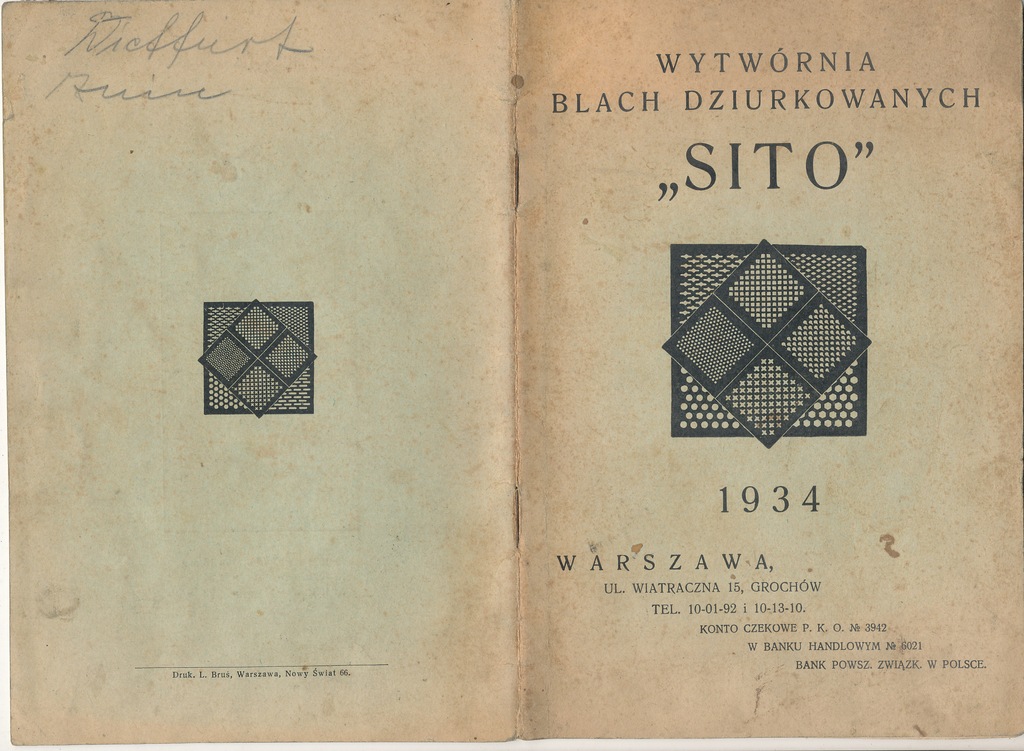 WYTWÓRNIA
BLACH DZIURKOWANYCH
„SITO”
1934
WARSZAWA,
UL. WIATRACZNA 15, GROCHÓW
TEL. 10-01-92 i 10-13-10.
KONTO CZEKOWE P. K. O. № 3942
W BANKU HANDLOWYM № 6021
BANK POWSZ. ZWIĄZK. W POLSCE.
Druk. L. Bruś, Warszawa, Nowy Świat 66.